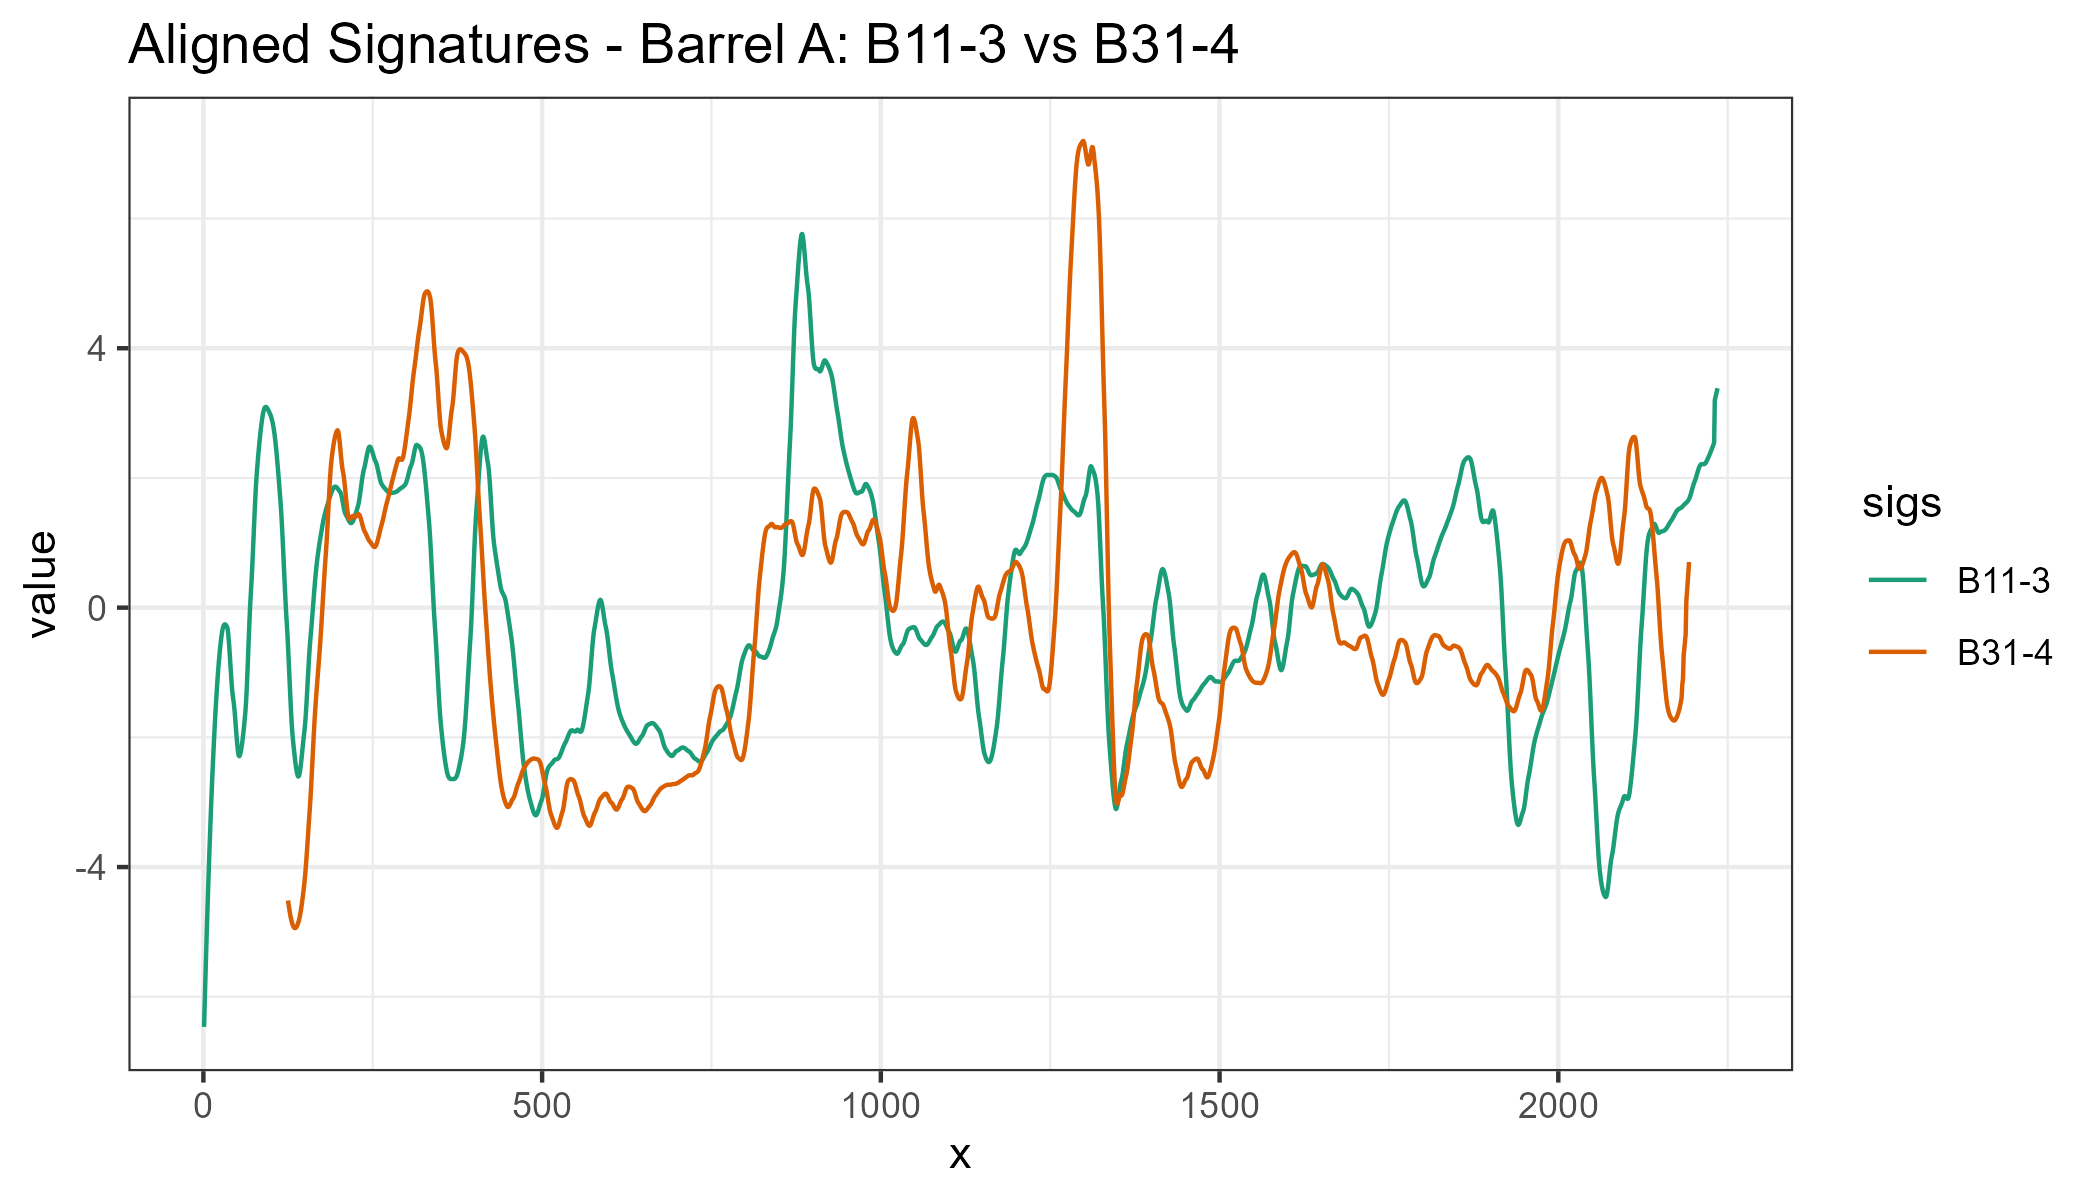 Aligned Signatures - Barrel A: B11-3 vs B31-4
value
4
0
-4
0 500 1000 1500 2000
x
sigs
B11-3
B31-4